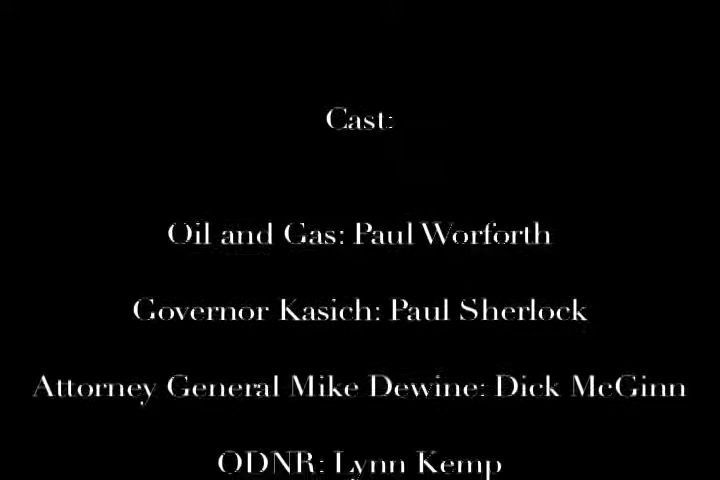 Cast:
Oil and Gas: Paul Worforth
Governor Kasich: Paul Sherlock
Attorney General Mike Dewine: Dick McGinn
ODNR: Lynn Kemp